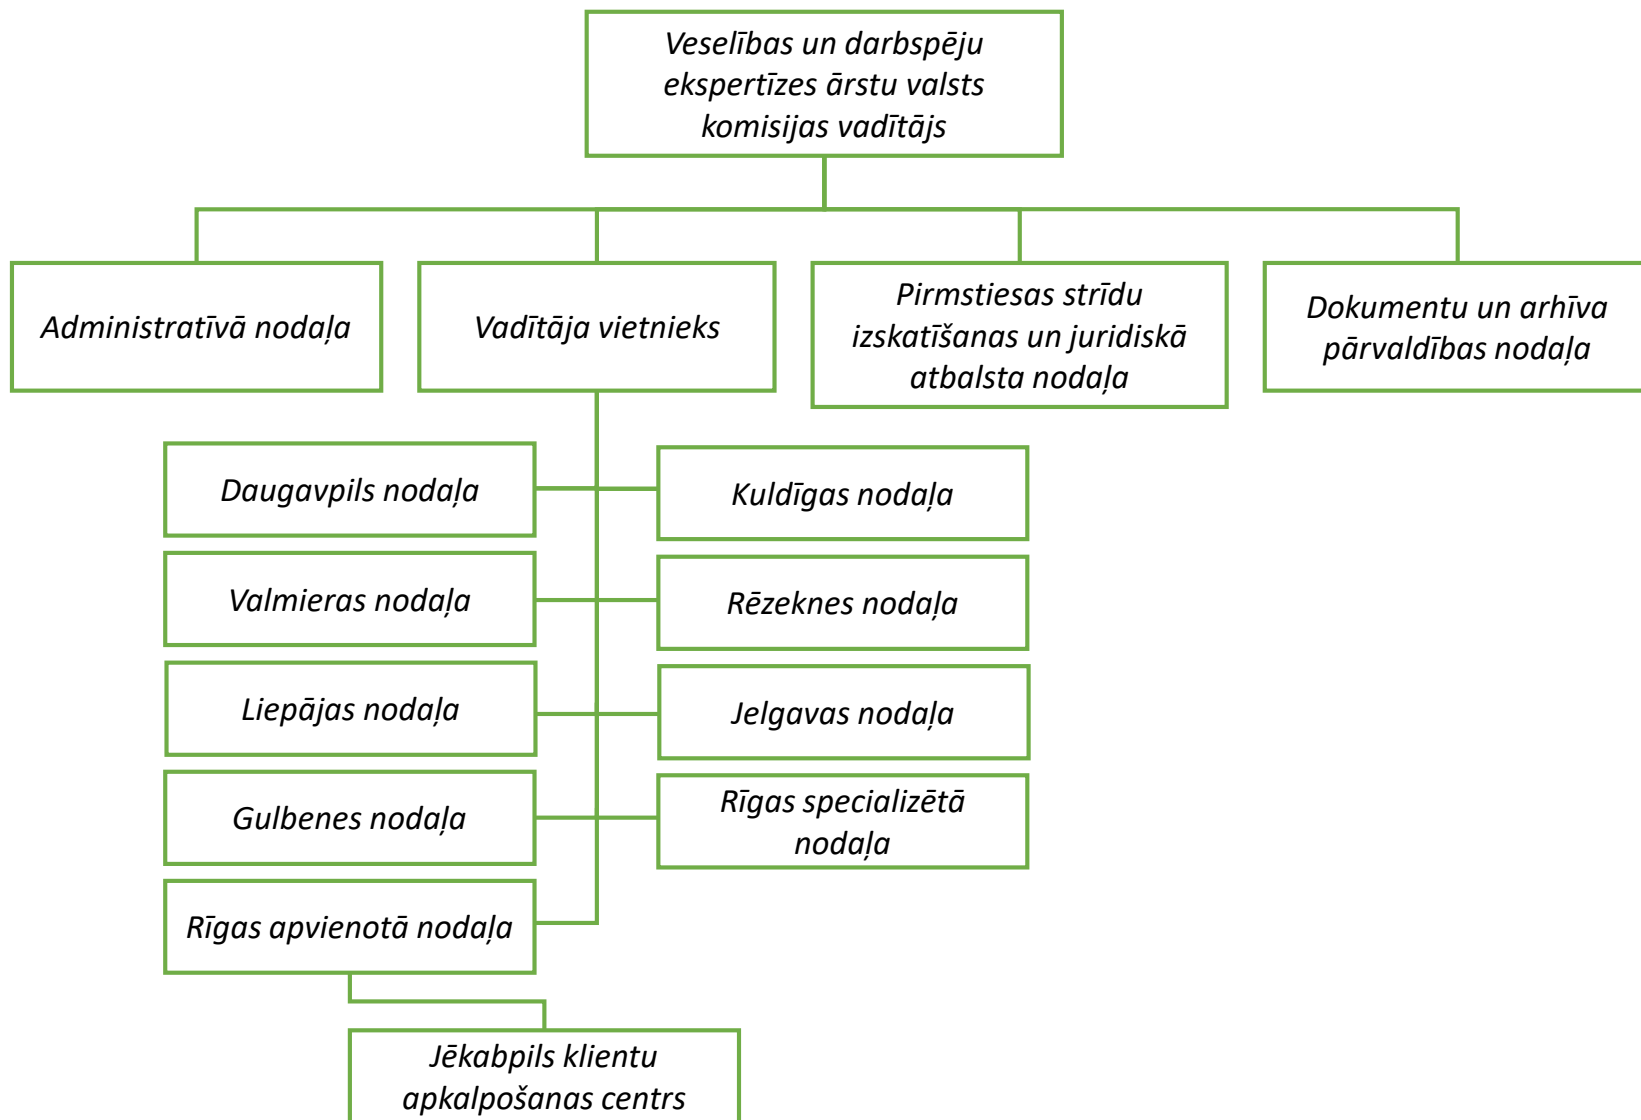 Veselības un darbspēju
ekspertīzes ārstu valsts
komisijas vadītājs
Administratīvā nodaļa
Vadītāja vietnieks
Pirmstiesas strīdu
izskatīšanas un juridiskā
atbalsta nodaļa
Dokumentu un arhīva
pārvaldības nodaļa
Daugavpils nodaļa
Kuldīgas nodaļa
Valmieras nodaļa
Rēzeknes nodaļa
Liepājas nodaļa
Jelgavas nodaļa
Gulbenes nodaļa
Rīgas specializētā
nodaļa
Rīgas apvienotā nodaļa
Jēkabpils klientu
apkalpošanas centrs